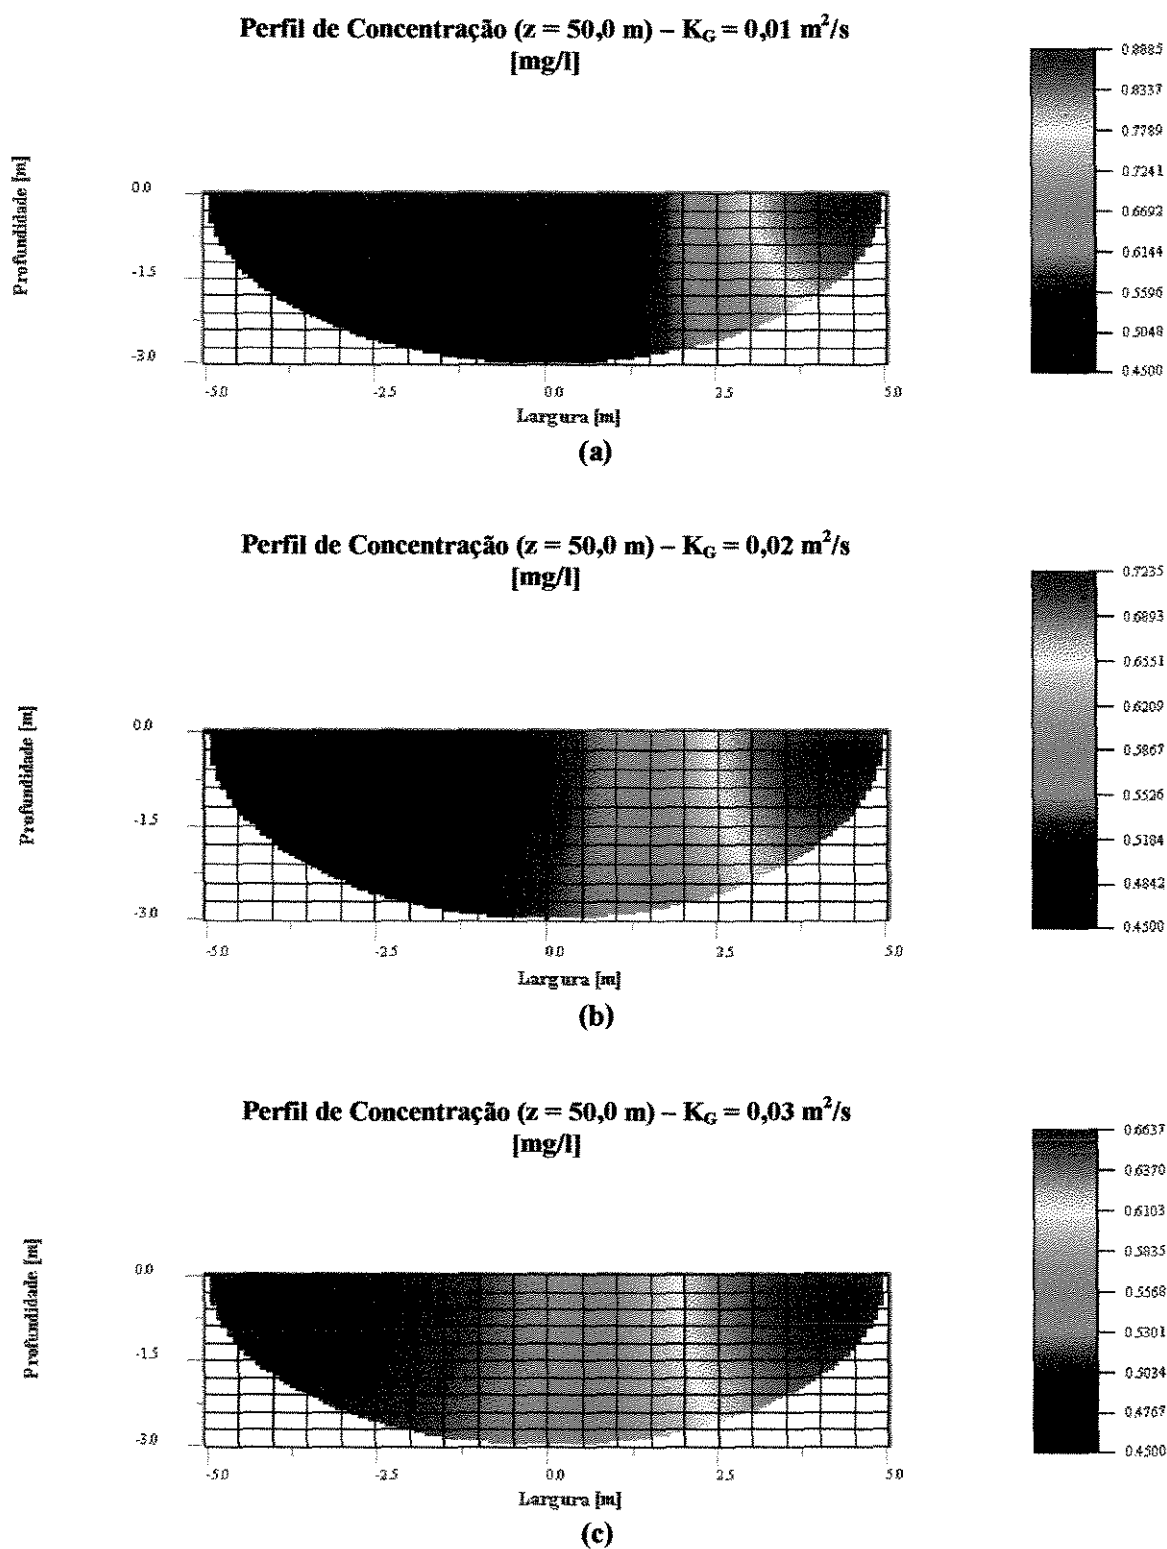 Perfil de Concentração (z = 50,0 m) – K_G = 0,01 m²/s
[mg/l]
0.8885
0.8337
0.7789
0.7241
0.6692
0.6144
0.5596
0.5048
0.4500
Profundidade [m]
0.0
-1.5
-3.0
-5.0 -2.5 0.0 2.5 5.0
Largura [m]
(a)
Perfil de Concentração (z = 50,0 m) – K_G = 0,02 m²/s
[mg/l]
0.7235
0.6893
0.6551
0.6209
0.5867
0.5526
0.5184
0.4842
0.4500
Profundidade [m]
0.0
-1.5
-3.0
-5.0 -2.5 0.0 2.5 5.0
Largura [m]
(b)
Perfil de Concentração (z = 50,0 m) – K_G = 0,03 m²/s
[mg/l]
0.6637
0.6370
0.6103
0.5835
0.5568
0.5301
0.5034
0.4767
0.4500
Profundidade [m]
0.0
-1.5
-3.0
-5.0 -2.5 0.0 2.5 5.0
Largura [m]
(c)